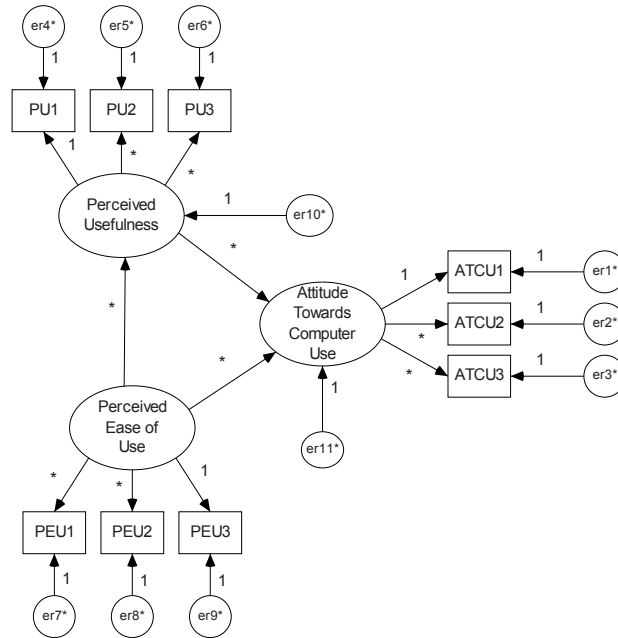 er4*
er5*
er6*
1
1
1
PU1
PU2
PU3
1
*
*
Perceived
Usefulness
1
er10*
*
*
Attitude
Towards
Computer
Use
1
*
*
ATCU1
ATCU2
ATCU3
1
1
1
er1*
er2*
er3*
*
1
er11*
Perceived
Ease of
Use
*
*
1
PEU1
PEU2
PEU3
1
1
1
er7*
er8*
er9*